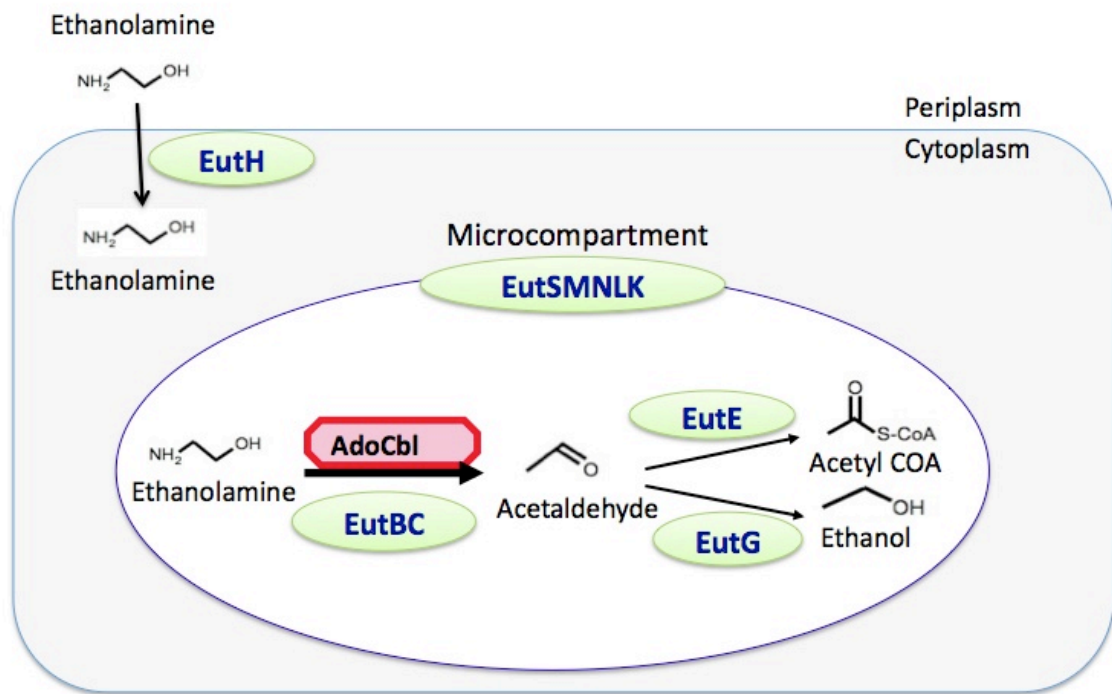 Ethanolamine
NH2 OH
Periplasm
Cytoplasm
EutH
NH2 OH
Ethanolamine
Microcompartment
EutSMNLK
NH2 OH
Ethanolamine
AdoCbl
EutBC
O
Acetaldehyde
EutE
EutG
O
S-CoA
Acetyl COA
OH
Ethanol